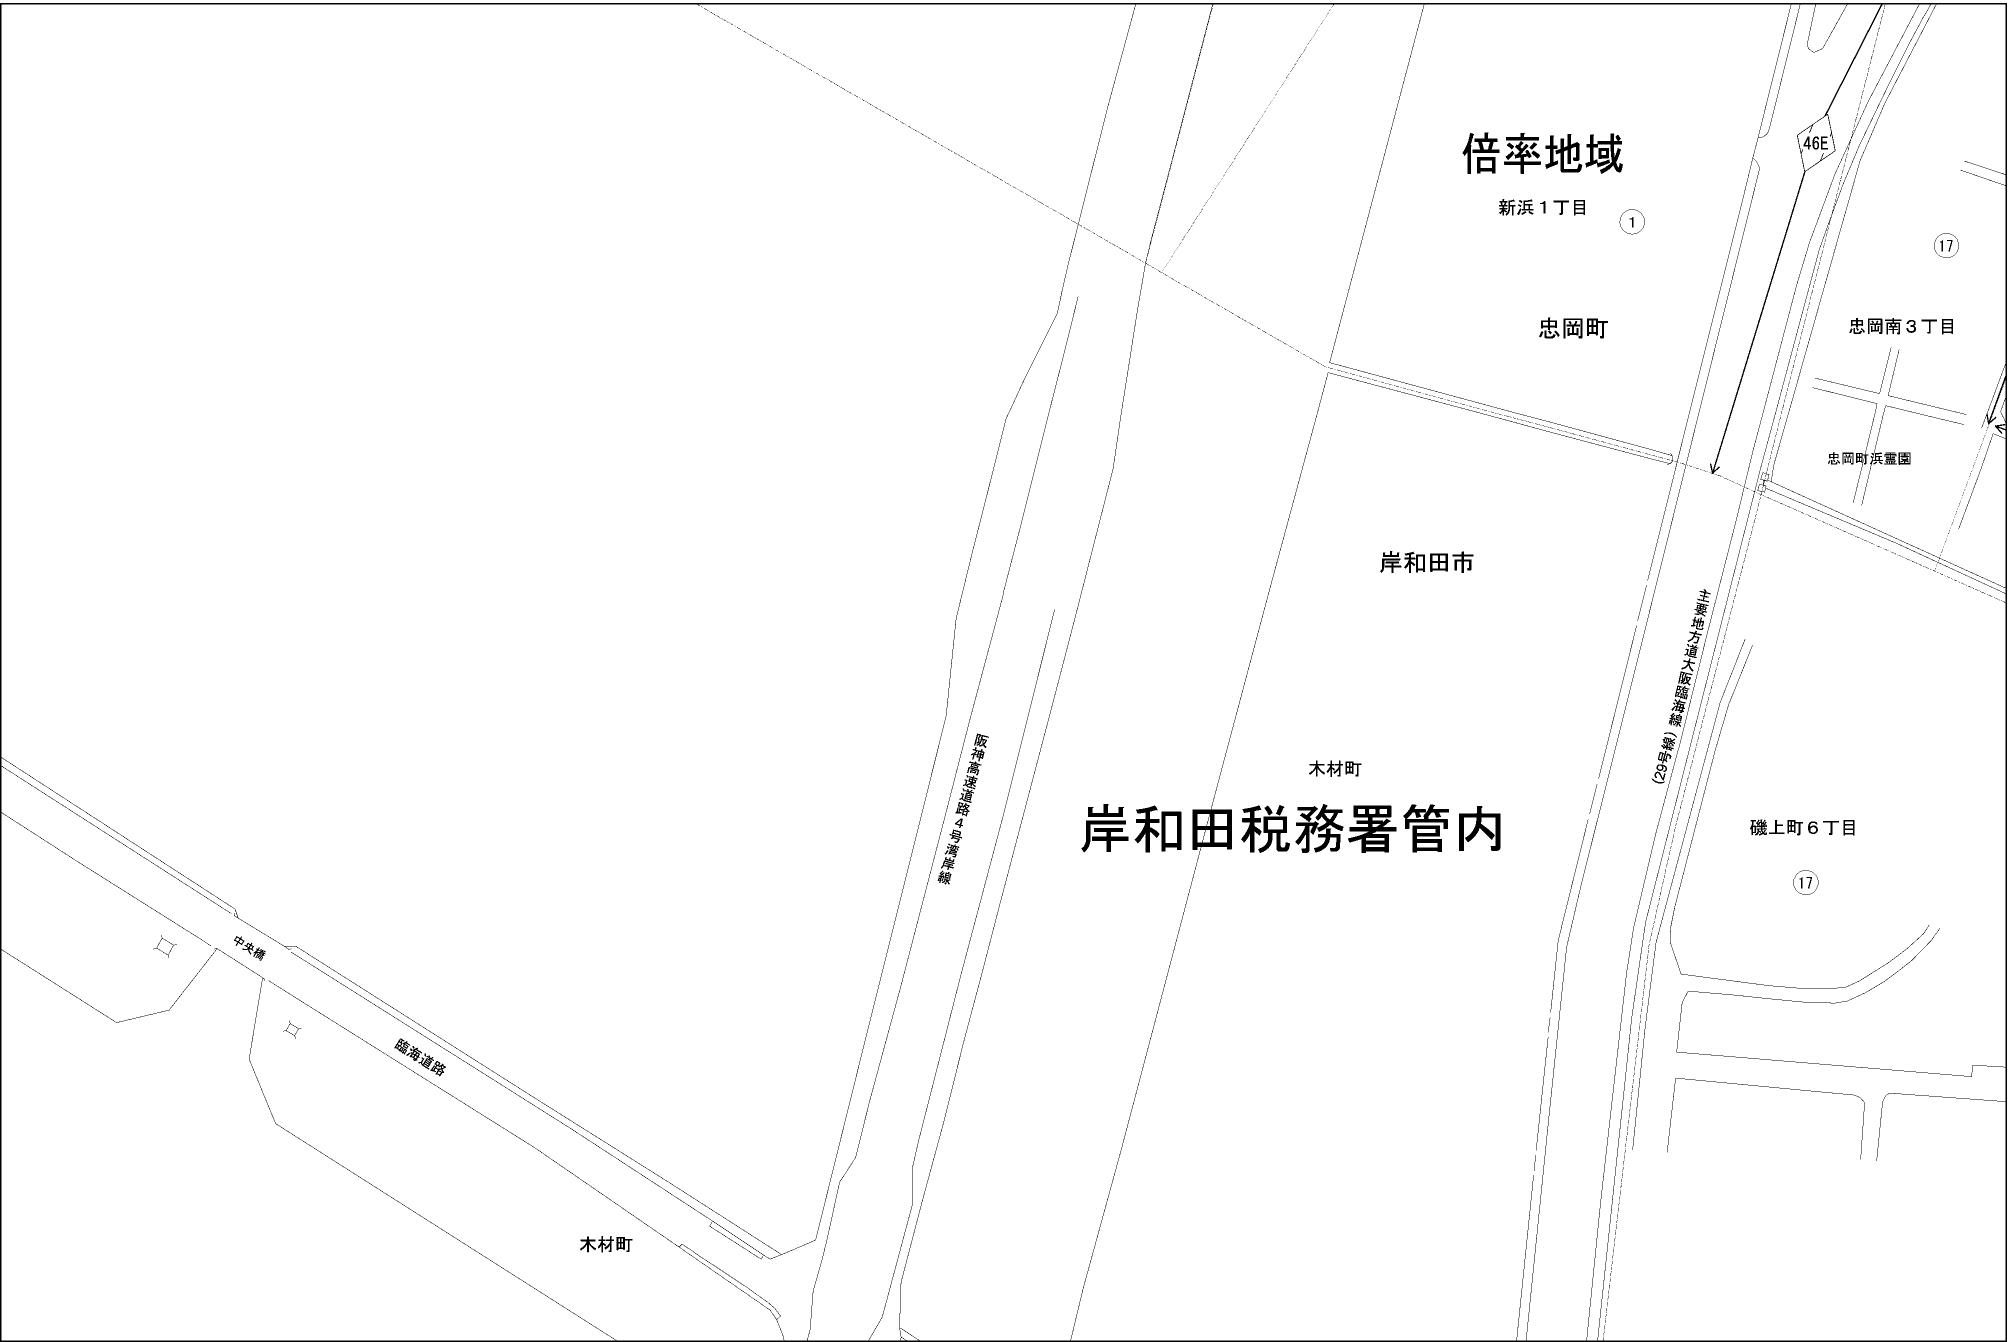 46E
倍率地域
新浜1丁目
1
17
忠岡町
忠岡南3丁目
忠岡町浜霊園
岸和田市
主要地方道大阪臨海線
(29号線)
阪神高速道路4号湾岸線
木材町
岸和田税務署管内
磯上町6丁目
17
中央橋
臨海道路
木材町